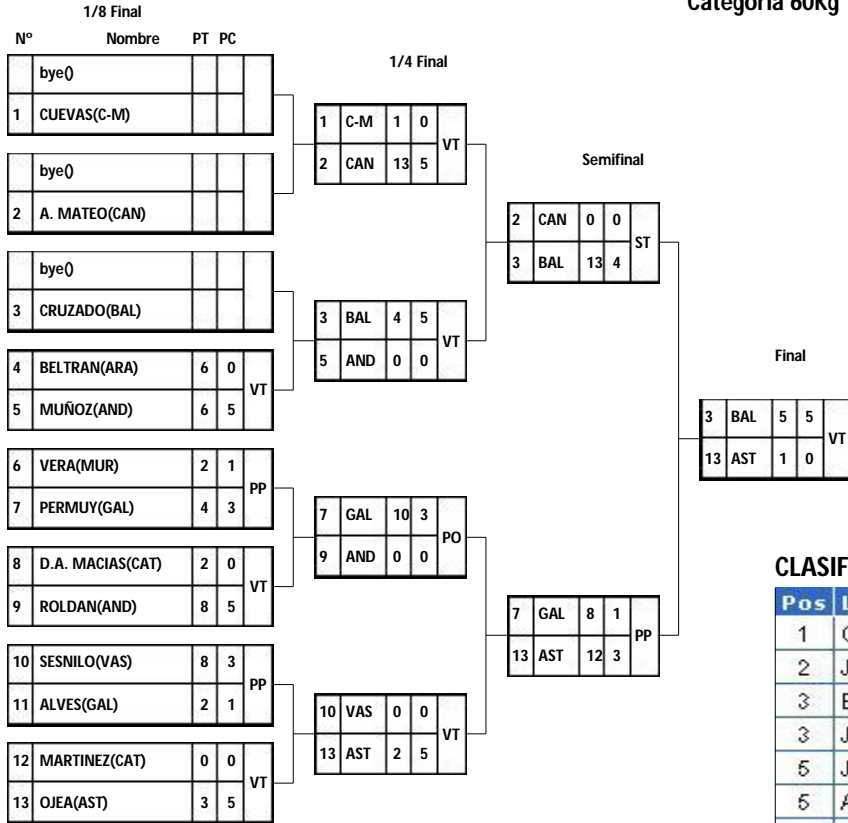 Categoría 60Kg
1/8 Final
Nº Nombre PT PC
1/4 Final
Semifinal
Final
bye()
1 CUEVAS(C-M)
bye()
2 A. MATEO(CAN)
bye()
3 CRUZADO(BAL)
4 BELTRAN(ARA) 6 0
VT
5 MUÑOZ(AND) 6 5
6 VERA(MUR) 2 1
PP
7 PERMUY(GAL) 4 3
8 D.A. MACIAS(CAT) 2 0
VT
9 ROLDAN(AND) 8 5
10 SESNILO(VAS) 8 3
PP
11 ALVES(GAL) 2 1
12 MARTINEZ(CAT) 0 0
VT
13 OJEA(AST) 3 5
1 C-M 1 0
VT
2 CAN 13 5
3 BAL 4 5
VT
5 AND 0 0
7 GAL 10 3
PO
9 AND 0 0
10 VAS 0 0
VT
13 AST 2 5
2 CAN 0 0
ST
3 BAL 13 4
7 GAL 8 1
PP
13 AST 12 3
3 BAL 5 5
VT
13 AST 1 0
CLASIF
Pos
1
2 J
3 E
3 J
5 J
5 A